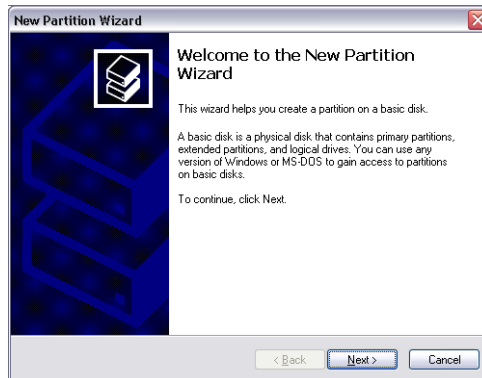 New Partition Wizard
Welcome to the New Partition
Wizard
This wizard helps you create a partition on a basic disk.
A basic disk is a physical disk that contains primary partitions,
extended partitions, and logical drives. You can use any
version of Windows or MS-DOS to gain access to partitions
on basic disks.
To continue, click Next.
< Back
Next >
Cancel